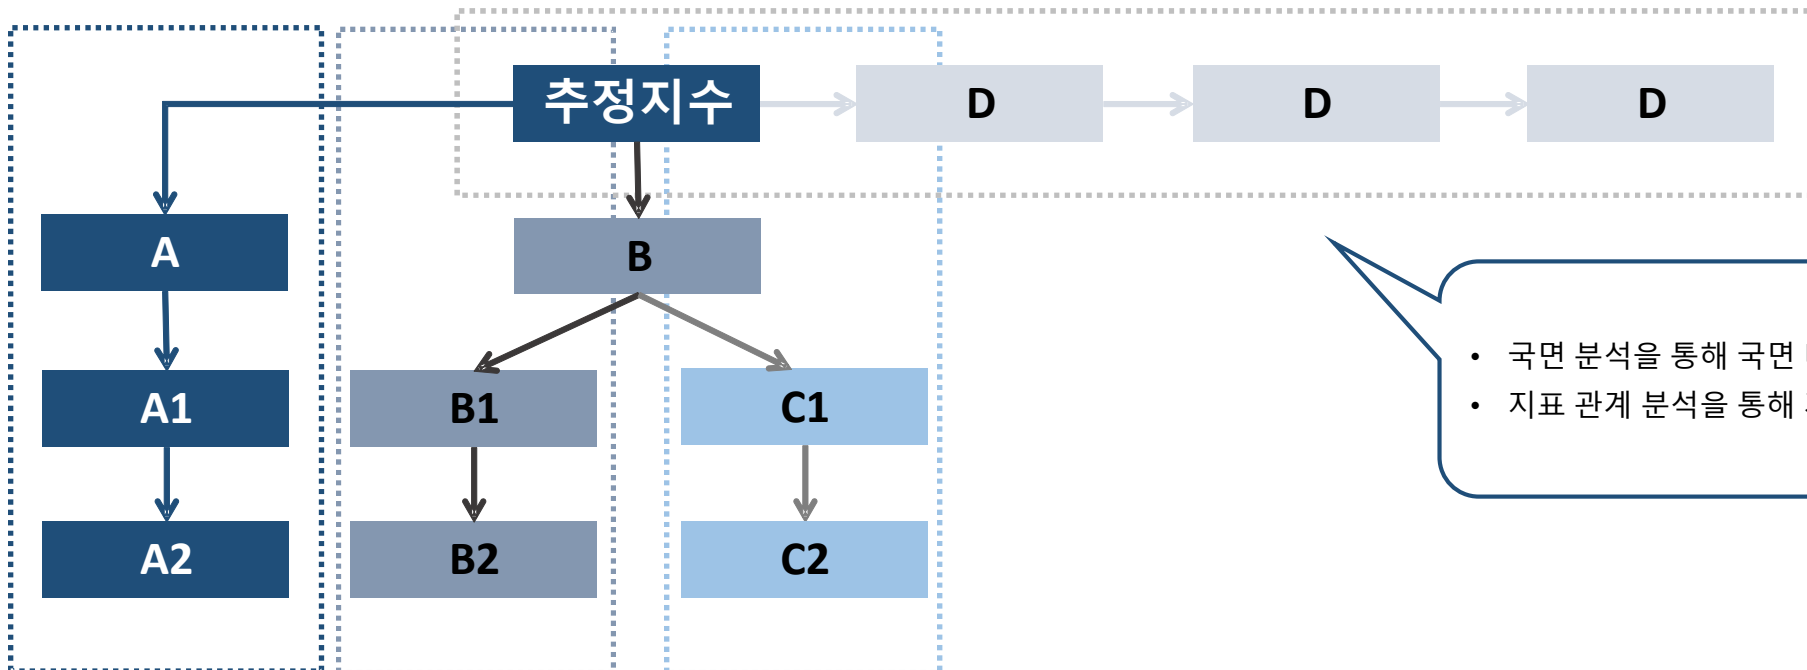 추정지수
D
D
D
A
B
A1
B1
C1
A2
B2
C2
• 국면 분석을 통해 국면
• 지표 관계 분석을 통해